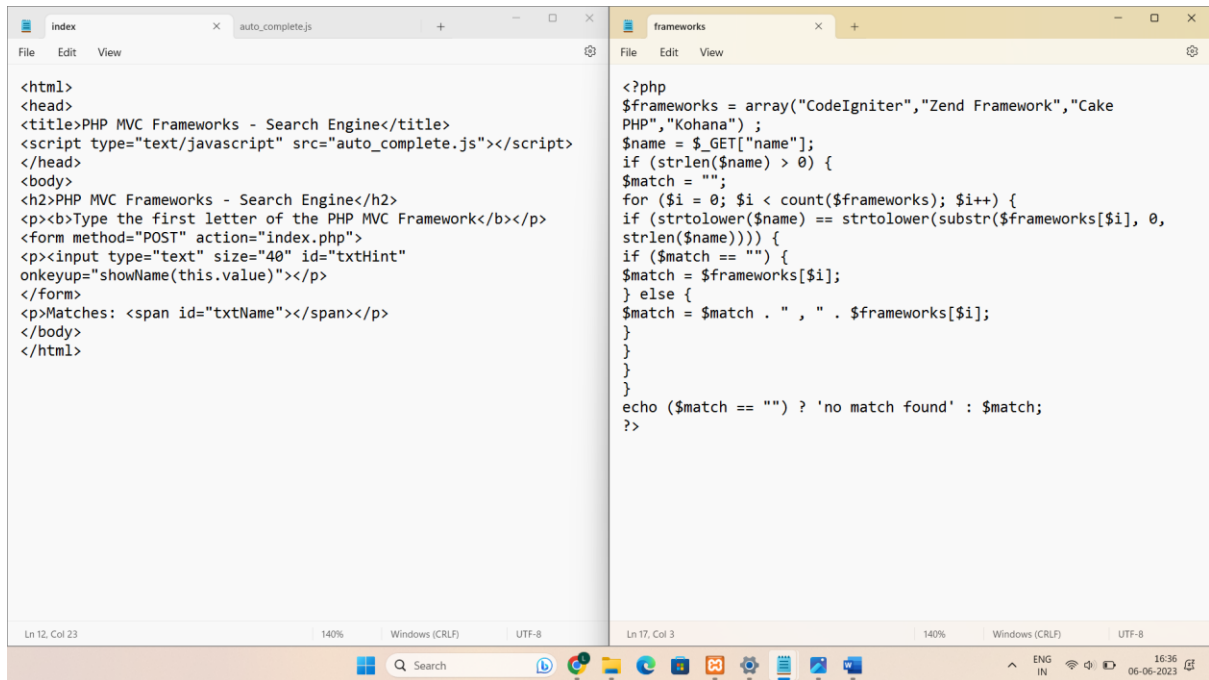 index
auto_complete.js
File Edit View
<html>
<head>
<title>PHP MVC Frameworks - Search Engine</title>
<script type="text/javascript" src="auto_complete.js"></script>
</head>
<body>
<h2>PHP MVC Frameworks - Search Engine</h2>
<p><b>Type the first letter of the PHP MVC Framework</b></p>
<form method="POST" action="index.php">
<p><input type="text" size="40" id="txtHint"
onkeyup="showName(this.value)"></p>
</form>
<p>Matches: <span id="txtName"></span></p>
</body>
</html>
Ln 12, Col 23 140% Windows (CRLF) UTF-8
frameworks
File Edit View
<?php
$frameworks = array("CodeIgniter","Zend Framework","Cake
PHP","Kohana") ;
$name = $_GET["name"];
if (strlen($name) > 0) {
$match = "";
for ($i = 0; $i < count($frameworks); $i++) {
if (strtolower($name) == strtolower(substr($frameworks[$i], 0,
strlen($name)))) {
if ($match == "") {
$match = $frameworks[$i];
} else {
$match = $match . " , " . $frameworks[$i];
}
}
}
}
echo ($match == "") ? 'no match found' : $match;
?>
Ln 17, Col 3 140% Windows (CRLF) UTF-8
Search
ENG
IN
16:36
06-06-2023